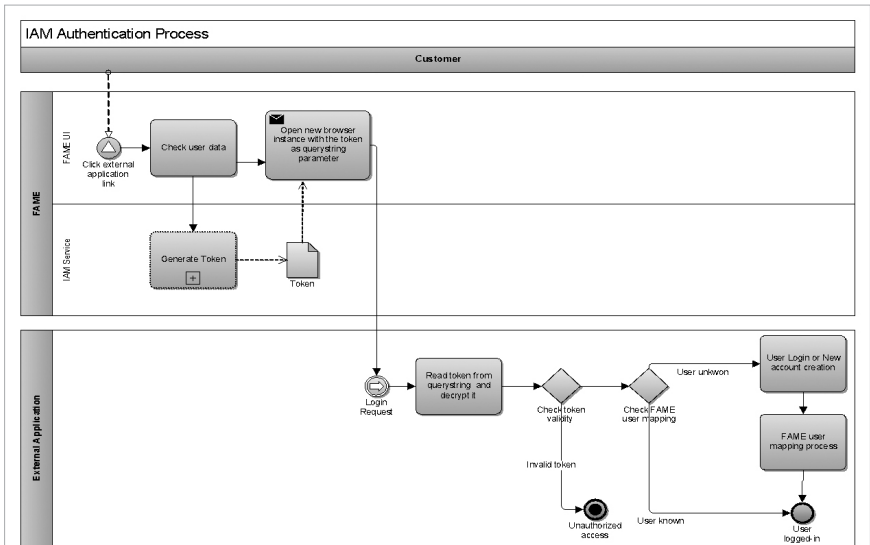 IAM Authentication Process
Customer
FAME
FAME UI
Click external
application
link
Check user data
Open new browser
instance with the token
as querystring
parameter
IAM Service
Generate Token
Token
External Application
Login
Request
Read token from
querystring and
decrypt it
Check token
validity
Invalid token
Unauthorized
access
Check FAME
user mapping
User unkwon
User known
User Login or New
account creation
FAME user
mapping process
User
logged-in